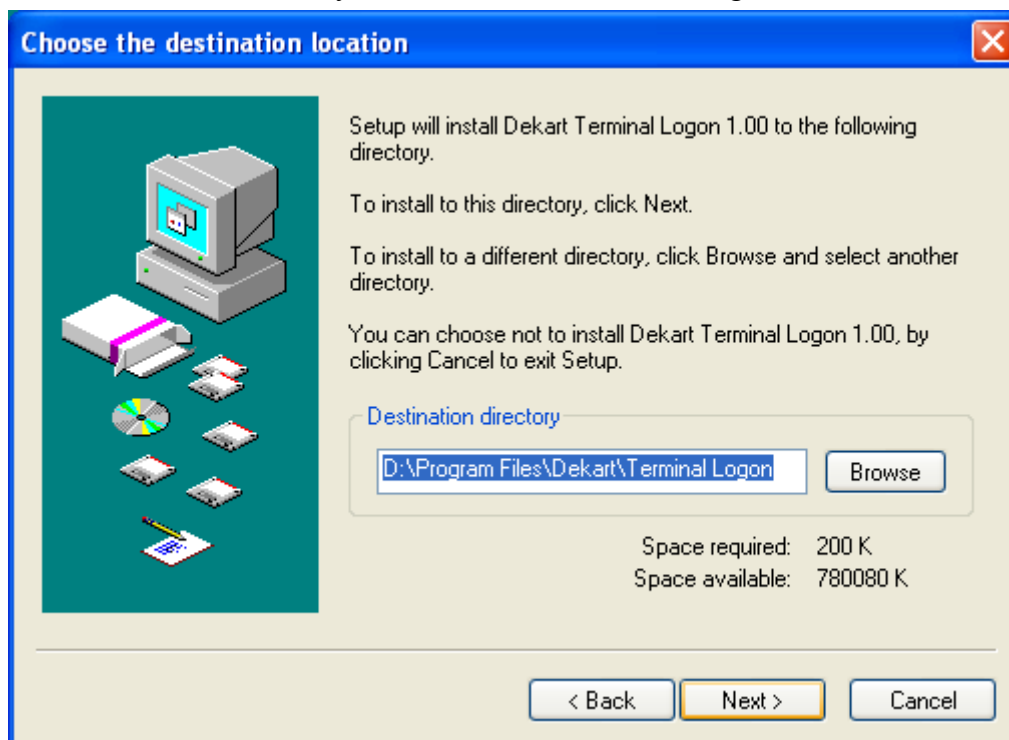 Choose the destination location
Setup will install Dekart Terminal Logon 1.00 to the following
directory.
To install to this directory, click Next.
To install to a different directory, click Browse and select another
directory.
You can choose not to install Dekart Terminal Logon 1.00, by
clicking Cancel to exit Setup.
Destination directory
D:\Program Files\Dekart\Terminal Logon
Browse
Space required: 200 K
Space available: 780080 K
< Back Next > Cancel